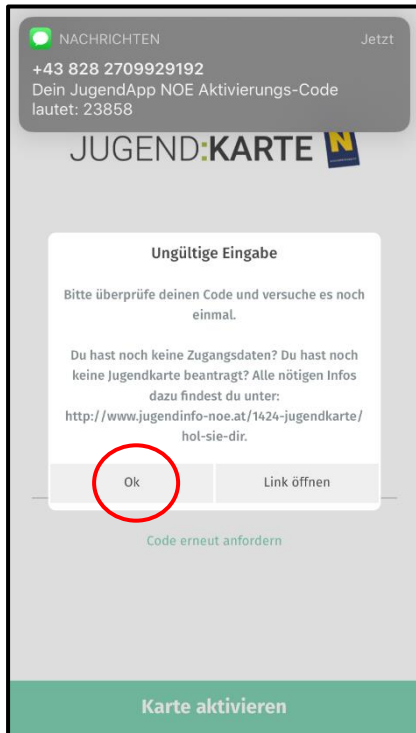 NACHRICHTEN Jetzt
+43 828 2709929192
Dein JugendApp NOE Aktivierungs-Code
lautet: 23858
JUGEND:KARTE N
Ungültige Eingabe
Bitte überprüfe deinen Code und versuche es noch
einmal.
Du hast noch keine Zugangsdaten? Du hast noch
keine Jugendkarte beantragt? Alle nötigen Infos
dazu findest du unter:
http://www.jugendinfo-noe.at/1424-jugendkarte/
hol-sie-dir.
Ok Link öffnen
Code erneut anfordern
Karte aktivieren